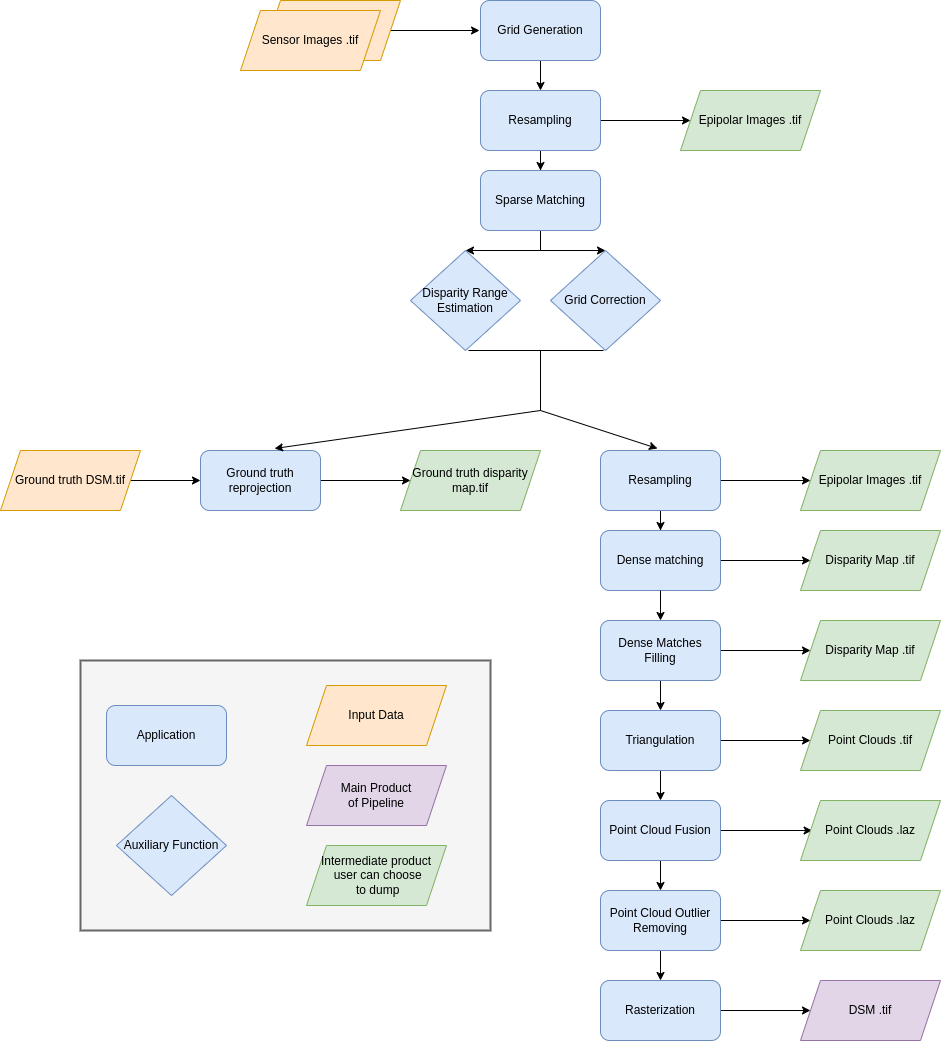 Sensor Images .tif
Grid Generation
Resampling
Epipolar Images .tif
Sparse Matching
Disparity Range
Estimation
Grid Correction
Ground truth DSM.tif
Ground truth
reprojection
Ground truth disparity
map.tif
Resampling
Epipolar Images .tif
Dense matching
Disparity Map .tif
Dense Matches
Filling
Disparity Map .tif
Triangulation
Point Clouds .tif
Point Cloud Fusion
Point Clouds .laz
Point Cloud Outlier
Removing
Point Clouds .laz
Rasterization
DSM .tif
Application
Input Data
Main Product
of Pipeline
Auxiliary Function
Intermediate product
user can choose
to dump